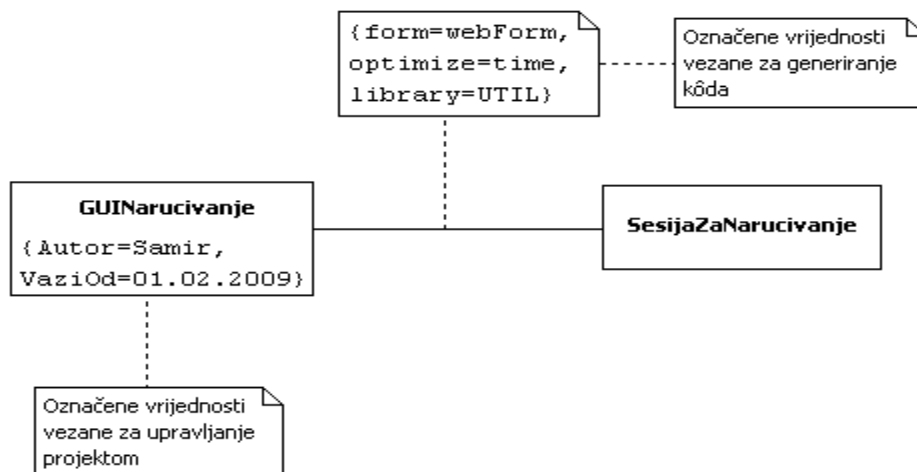 {form=webForm,
optimize=time,
library=UTIL}
Označene vrijednosti
vezane za generiranje
kôda
GUINarucivanje
{Autor=Samir,
VaziOd=01.02.2009}
SesijaZaNarucivanje
Označene vrijednosti
vezane za upravljanje
projektom